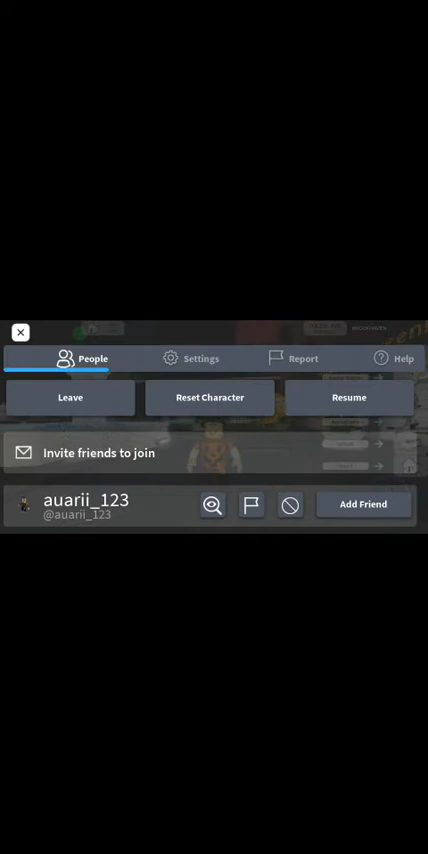 People
Settings
Report
Help
Leave
Reset Character
Resume
Invite friends to join
auarii_123
@auarii_123
Add Friend